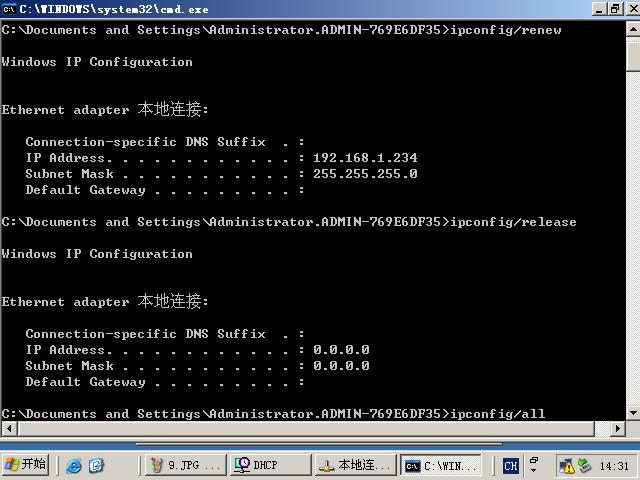 C:\WINDOWS\system32\cmd.exe
C:\Documents and Settings\Administrator.ADMIN-769E6DF35>ipconfig/renew
Windows IP Configuration
Ethernet adapter 本地连接:
Connection-specific DNS Suffix  . :
IP Address. . . . . . . . . . . . : 192.168.1.234
Subnet Mask . . . . . . . . . . . : 255.255.255.0
Default Gateway . . . . . . . . . :
C:\Documents and Settings\Administrator.ADMIN-769E6DF35>ipconfig/release
Windows IP Configuration
Ethernet adapter 本地连接:
Connection-specific DNS Suffix  . :
IP Address. . . . . . . . . . . . : 0.0.0.0
Subnet Mask . . . . . . . . . . . : 0.0.0.0
Default Gateway . . . . . . . . . :
C:\Documents and Settings\Administrator.ADMIN-769E6DF35>ipconfig/all
开始 9.JPG ... DHCP 本地连... C:\WIN... CH 14:31